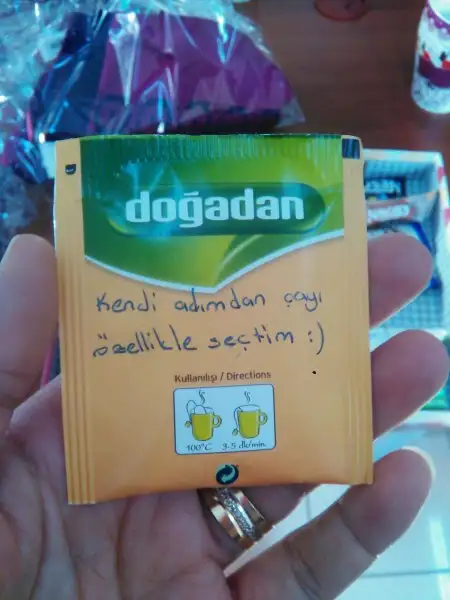 doğadan
Kendi adımdan çayı
özellikle seçtim :)
Kullanılışı / Directions
100°C 3-5 dk/min.